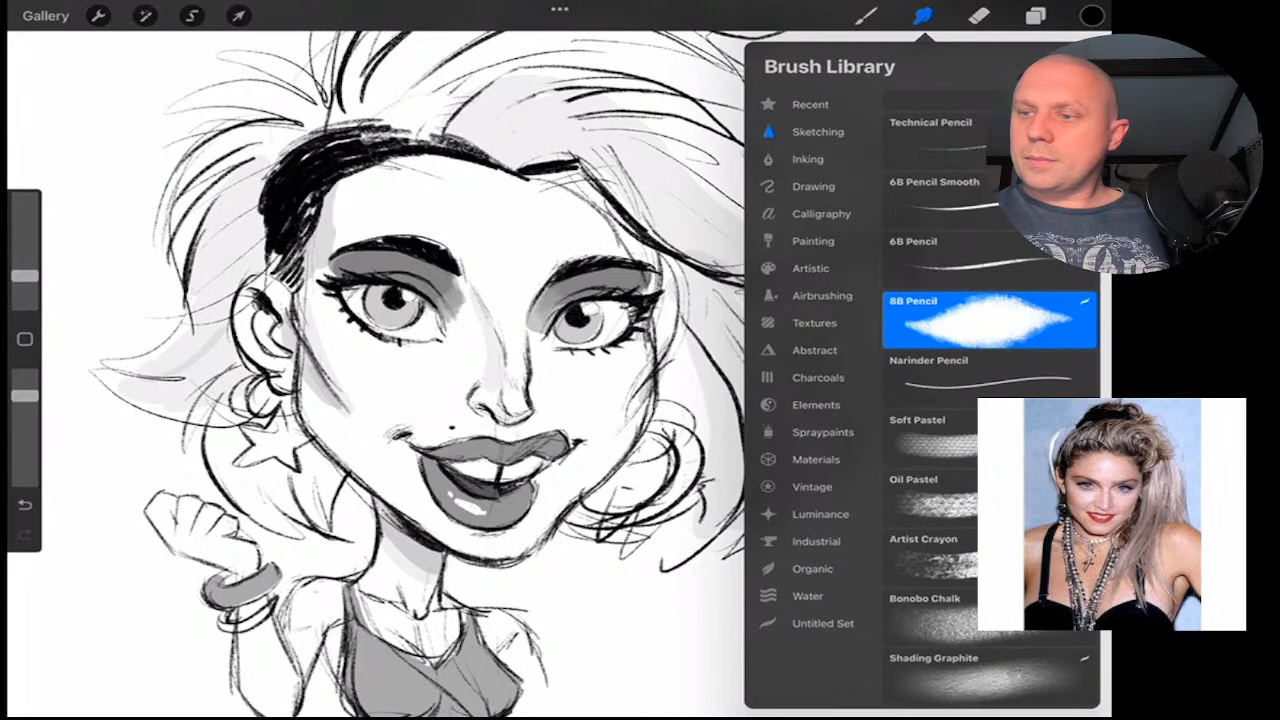 Gallery
Brush Library
Recent
Sketching
Inking
Drawing
Calligraphy
Painting
Artistic
Airbrushing
Textures
Abstract
Charcoals
Elements
Spraypaints
Materials
Vintage
Luminance
Industrial
Organic
Water
Untitled Set
Technical Pencil
6B Pencil Smooth
6B Pencil
8B Pencil
Narinder Pencil
Soft Pastel
Oil Pastel
Artist Crayon
Bonobo Chalk
Shading Graphite